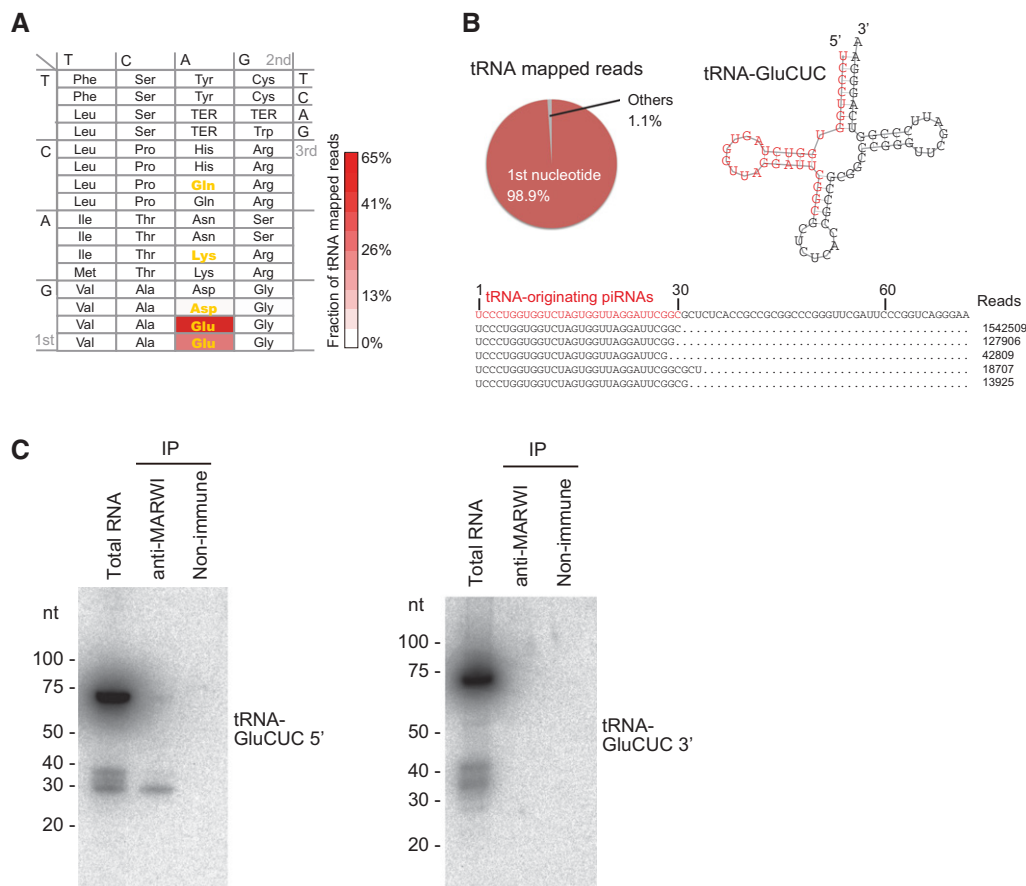 A
T C A G 2nd
T Phe Ser Tyr Cys T
Phe Ser Tyr Cys C
Leu Ser TER TER A
Leu Ser TER Trp G
C Leu Pro His Arg 3rd
Leu Pro His Arg
Leu Pro Gln Arg
Leu Pro Gln Arg
A Ile Thr Asn Ser
Ile Thr Asn Ser
Ile Thr Lys Arg
Met Thr Lys Arg
G Val Ala Asp Gly
Val Ala Asp Gly
Val Ala Glu Gly
1st Val Ala Glu Gly
Fraction of tRNA mapped reads
65%
41%
26%
13%
0%
B
tRNA mapped reads
Others
1.1%
1st nucleotide
98.9%
tRNA-GluCUC
5’
3’
1 30 60 Reads
tRNA-originating piRNAs
UCCCUGGUGGUCUAGUGGUUAGGAUUCGGCGCUCUCACCGCCGCGGCCCGGGUUCGAUUCCCGGUCAGGGAA
UCCCUGGUGGUCUAGUGGUUAGGAUUCGGC.......................................... 1542509
UCCCUGGUGGUCUAGUGGUUAGGAUUCGG........................................... 127906
UCCCUGGUGGUCUAGUGGUUAGGAUUCG............................................ 42809
UCCCUGGUGGUCUAGUGGUUAGGAUUCGGCGCU....................................... 18707
UCCCUGGUGGUCUAGUGGUUAGGAUUCGGCG......................................... 13925
C
IP
Total RNA
anti-MARWI
Non-immune
nt
100 -
75 -
50 -
40 -
30 -
20 -
tRNA-
GluCUC 5’
IP
Total RNA
anti-MARWI
Non-immune
nt
100 -
75 -
50 -
40 -
30 -
20 -
tRNA-
GluCUC 3’